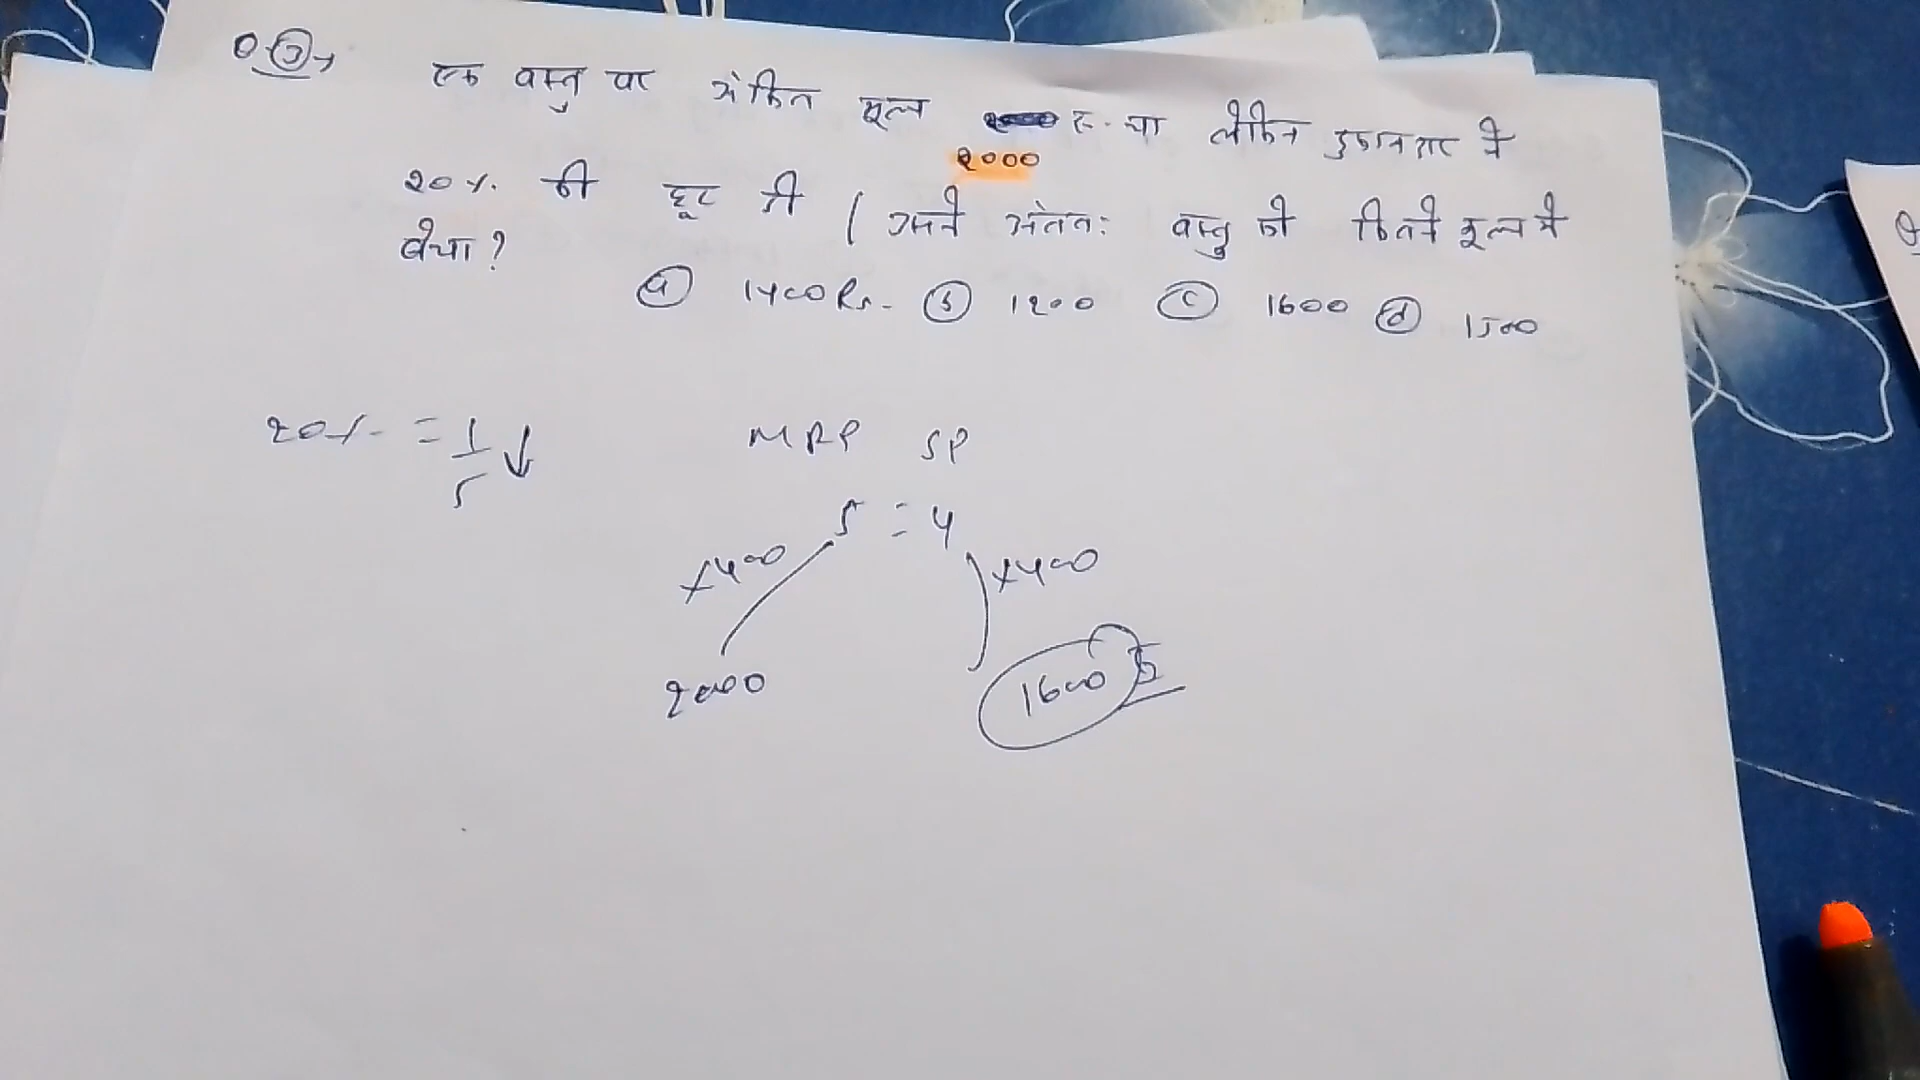 Q.③→ एक वस्तु पर अंकित मूल्य रु. था लेकिन दुकानदार ने
2000
20%. की छूट दी । उसने अंततः वस्तु को कितने मूल्य में
बेचा ?
ⓐ 1400 Rs. ⓑ 1200 ⓒ 1600 ⓓ 1500
20%. = 1/5 ↓
MRP SP
5 : 4
×400 ×400
2000 1600